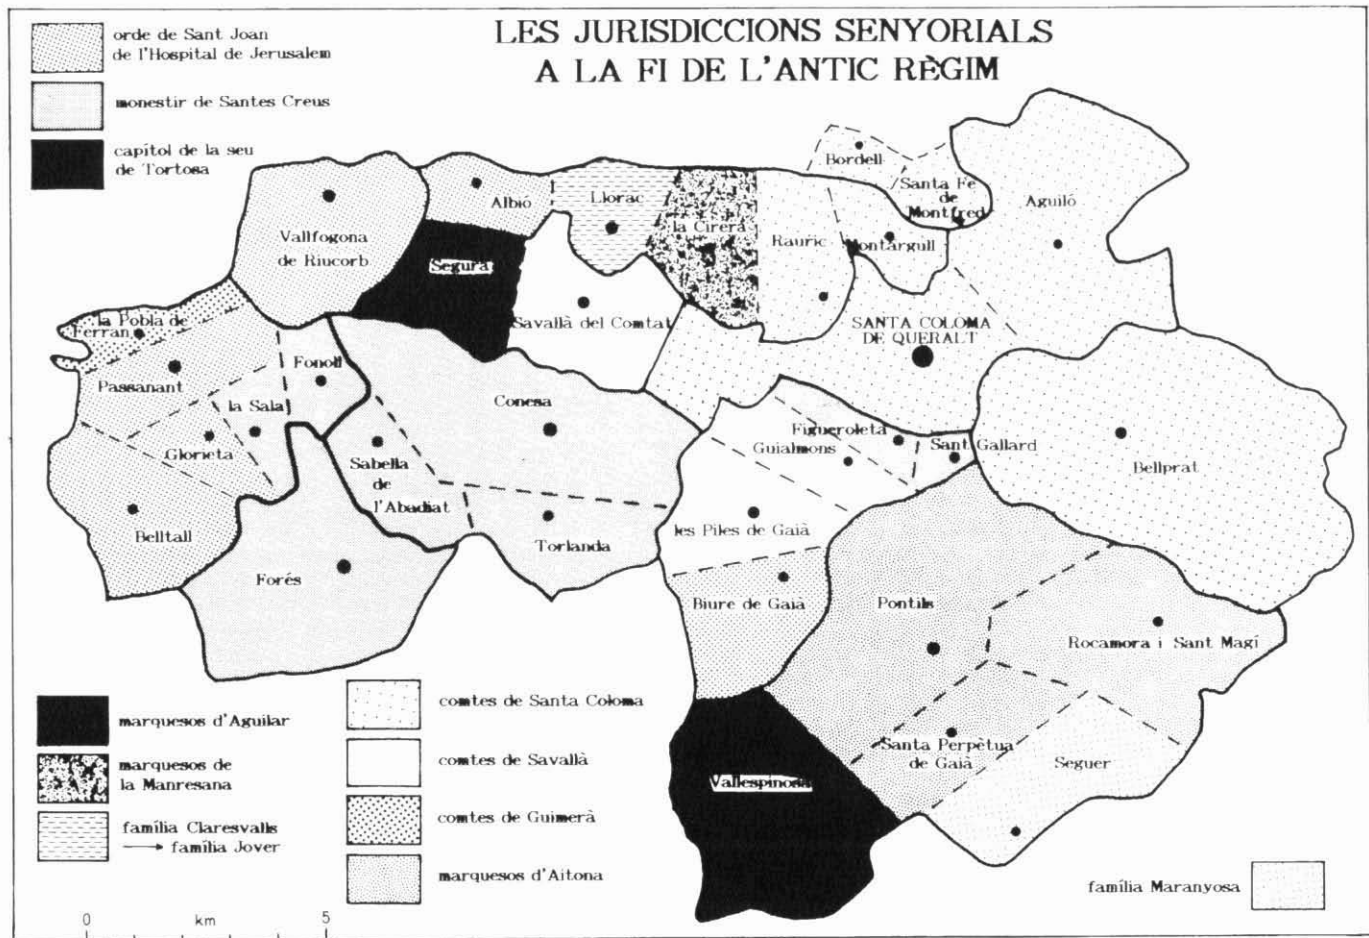 LES JURISDICCIONS SENYORIALS
A LA FI DE L'ANTIC RÈGIM
orde de Sant Joan
de l'Hospital de Jerusalem
monestir de Santes Creus
capítol de la seu
de Tortosa
Bordell
Santa Fe
de
Montfred
Aguiló
Albió
Llorac
la Cirera
Rauric
Montargull
Vallfogona
de Riucorb
Segura
Savallà del Comtat
SANTA COLOMA
DE QUERALT
la Pobla de
Ferran
Passanant
Fonoll
la Sala
Glorieta
Conesa
Figueroleta
Guialmons
Sant Gallard
Bellprat
Sabella
de
l'Abadiat
Belltall
les Piles de Gaià
Torlanda
Forés
Biure de Gaià
Pontils
Rocamora i Sant Magí
Santa Perpètua
de Gaià
Seguer
Vallespinosa
marquesos d'Aguilar
marquesos de
la Manresana
família Claresvalls
→ família Jover
comtes de Santa Coloma
comtes de Savallà
comtes de Guimerà
marquesos d'Aitona
família Maranyosa
0 km 5